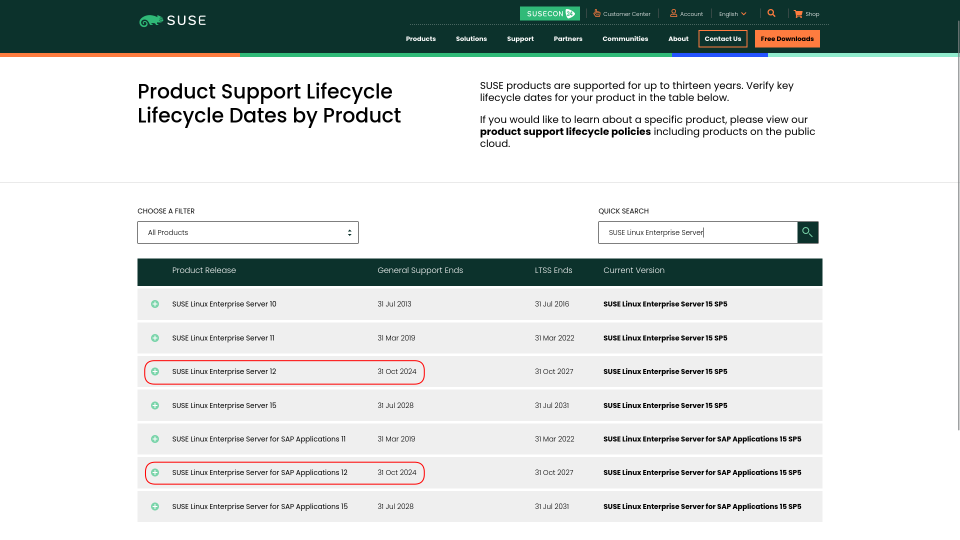 SUSE
SUSECON 24 Customer Center Account English Shop
Products Solutions Support Partners Communities About Contact Us Free Downloads
Product Support Lifecycle
Lifecycle Dates by Product
SUSE products are supported for up to thirteen years. Verify key
lifecycle dates for your product in the table below.
If you would like to learn about a specific product, please view our
product support lifecycle policies including products on the public
cloud.
CHOOSE A FILTER
All Products
QUICK SEARCH
SUSE Linux Enterprise Server
Product Release General Support Ends LTSS Ends Current Version
SUSE Linux Enterprise Server 10 31 Jul 2013 31 Jul 2016 SUSE Linux Enterprise Server 15 SP5
SUSE Linux Enterprise Server 11 31 Mar 2019 31 Mar 2022 SUSE Linux Enterprise Server 15 SP5
SUSE Linux Enterprise Server 12 31 Oct 2024 31 Oct 2027 SUSE Linux Enterprise Server 15 SP5
SUSE Linux Enterprise Server 15 31 Jul 2028 31 Jul 2031 SUSE Linux Enterprise Server 15 SP5
SUSE Linux Enterprise Server for SAP Applications 11 31 Mar 2019 31 Mar 2022 SUSE Linux Enterprise Server for SAP Applications 15 SP5
SUSE Linux Enterprise Server for SAP Applications 12 31 Oct 2024 31 Oct 2027 SUSE Linux Enterprise Server for SAP Applications 15 SP5
SUSE Linux Enterprise Server for SAP Applications 15 31 Jul 2028 31 Jul 2031 SUSE Linux Enterprise Server for SAP Applications 15 SP5